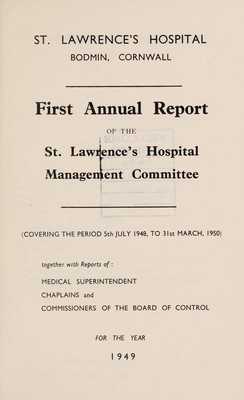 ST. LAWRENCE'S HOSPITAL
BODMIN, CORNWALL
First Annual Report
OF THE
St. Lawrence's Hospital
Management Committee
(COVERING THE PERIOD 5th JULY 1948, TO 31st MARCH, 1950)
together with Reports of :
MEDICAL SUPERINTENDENT
CHAPLAINS and
COMMISSIONERS OF THE BOARD OF CONTROL
FOR THE YEAR
1949